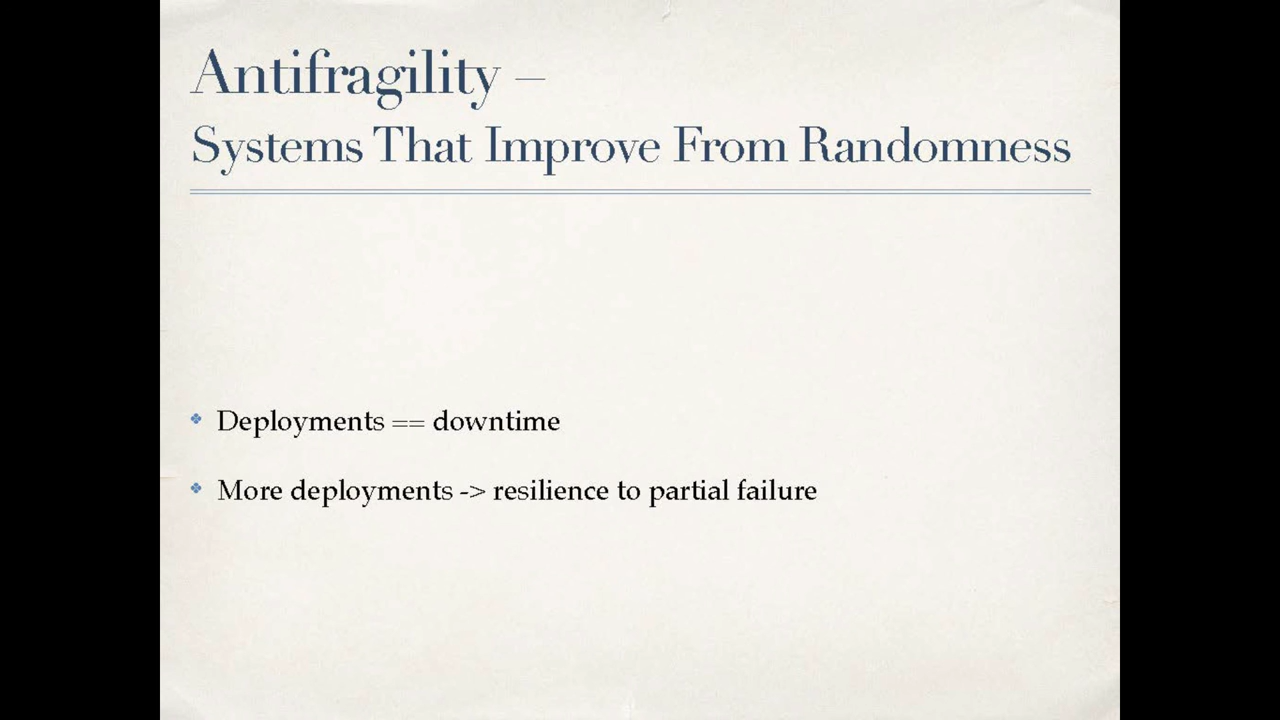 Antifragility –
Systems That Improve From Randomness
Deployments == downtime
More deployments -> resilience to partial failure